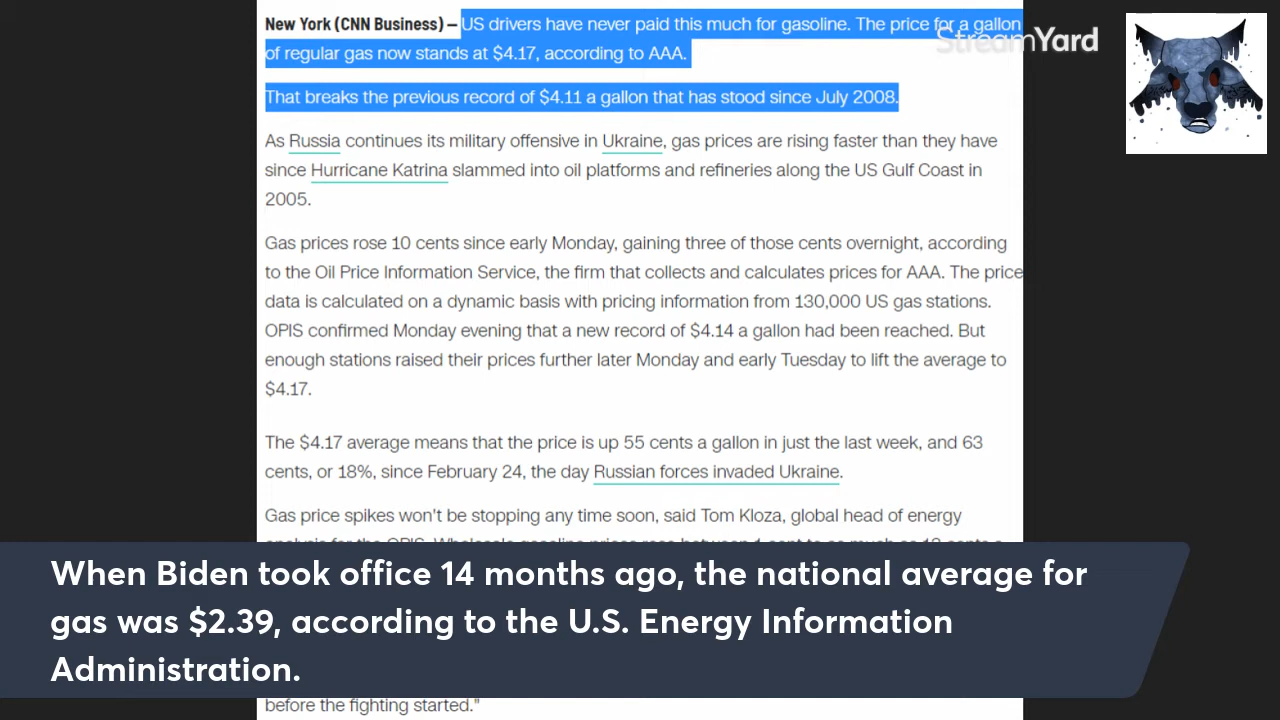 New York (CNN Business) – US drivers have never paid this much for gasoline. The price for a gallon
of regular gas now stands at $4.17, according to AAA.
StreamYard
That breaks the previous record of $4.11 a gallon that has stood since July 2008.
As Russia continues its military offensive in Ukraine, gas prices are rising faster than they have
since Hurricane Katrina slammed into oil platforms and refineries along the US Gulf Coast in
2005.
Gas prices rose 10 cents since early Monday, gaining three of those cents overnight, according
to the Oil Price Information Service, the firm that collects and calculates prices for AAA. The price
data is calculated on a dynamic basis with pricing information from 130,000 US gas stations.
OPIS confirmed Monday evening that a new record of $4.14 a gallon had been reached. But
enough stations raised their prices further later Monday and early Tuesday to lift the average to
$4.17.
The $4.17 average means that the price is up 55 cents a gallon in just the last week, and 63
cents, or 18%, since February 24, the day Russian forces invaded Ukraine.
Gas price spikes won't be stopping any time soon, said Tom Kloza, global head of energy
When Biden took office 14 months ago, the national average for
gas was $2.39, according to the U.S. Energy Information
Administration.
before the fighting started."